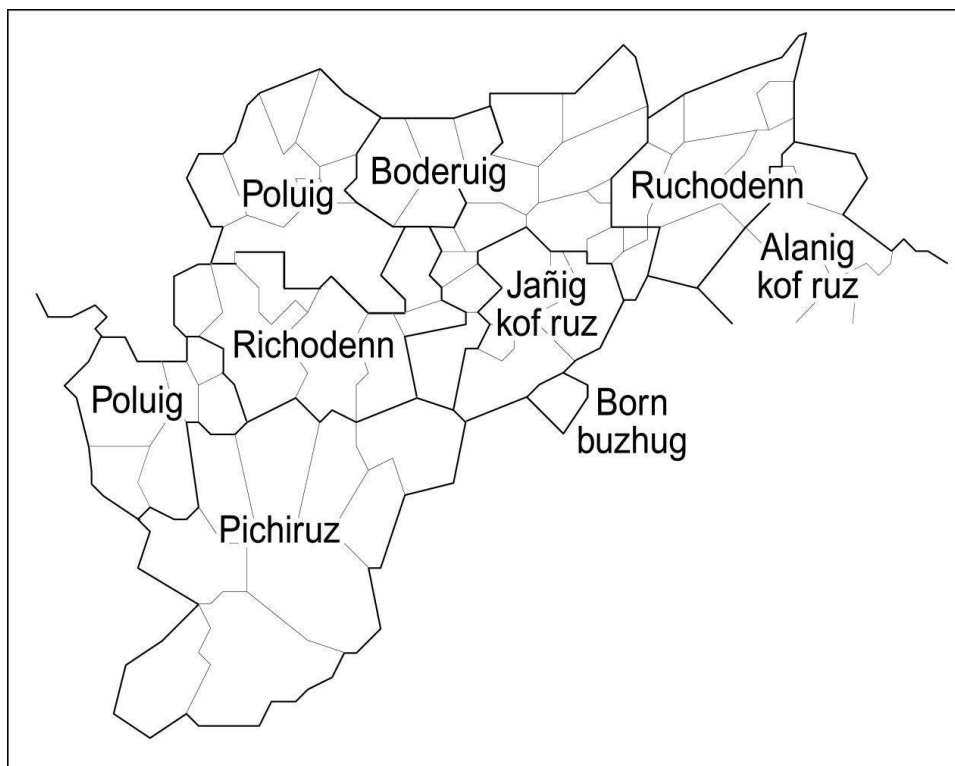 Poluig
Boderuig
Ruchodenn
Alanig
kof ruz
Jañig
kof ruz
Richodenn
Poluig
Born
buzhug
Pichiruz